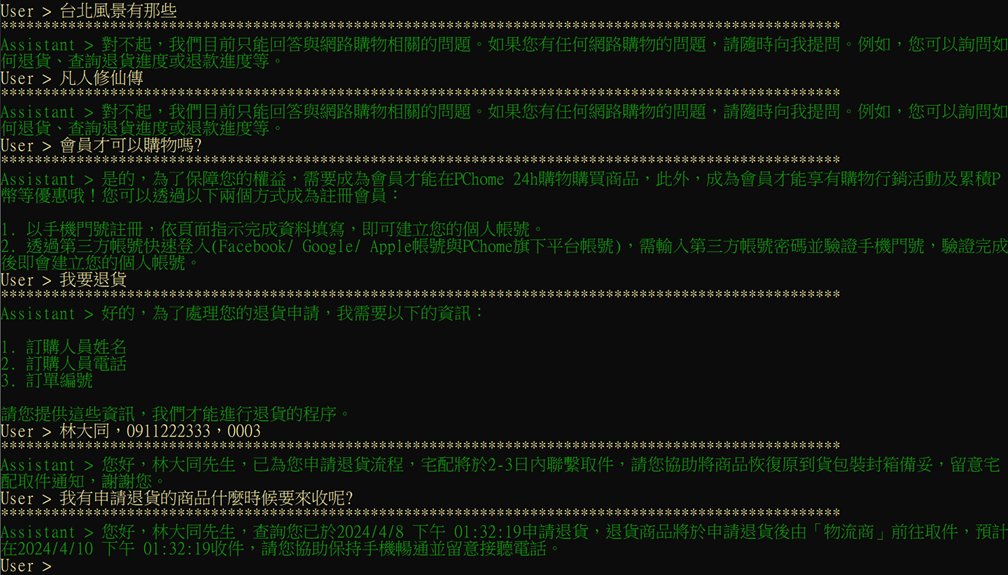 User > 台北風景有那些
****************************************************************************************************
Assistant > 對不起，我們目前只能回答與網路購物相關的問題。如果您有任何網路購物的問題，請隨時向我提問。例如，您可以詢問如
何退貨、查詢退貨進度或退款進度等。
User > 凡人修仙傳
****************************************************************************************************
Assistant > 對不起，我們目前只能回答與網路購物相關的問題。如果您有任何網路購物的問題，請隨時向我提問。例如，您可以詢問如
何退貨、查詢退貨進度或退款進度等。
User > 會員才可以購物嗎?
****************************************************************************************************
Assistant > 是的，為了保障您的權益，需要成為會員才能在PChome 24h購物購買商品，此外，成為會員才能享有購物行銷活動及累積P
幣等優惠哦！您可以透過以下兩個方式成為註冊會員：
1. 以手機門號註冊，依頁面指示完成資料填寫，即可建立您的個人帳號。
2. 透過第三方帳號快速登入(Facebook/ Google/ Apple帳號與PChome旗下平台帳號)，需輸入第三方帳號密碼並驗證手機門號，驗證完成
後即會建立您的個人帳號。
User > 我要退貨
****************************************************************************************************
Assistant > 好的，為了處理您的退貨申請，我需要以下的資訊：
1. 訂購人員姓名
2. 訂購人員電話
3. 訂單編號
請您提供這些資訊，我們才能進行退貨的程序。
User > 林大同，0911222333，0003
****************************************************************************************************
Assistant > 您好，林大同先生，已為您申請退貨流程，宅配將於2-3日內聯繫取件，請您協助將商品恢復原到貨包裝封箱備妥，留意宅
配取件通知，謝謝您。
User > 我有申請退貨的商品什麼時候要來收呢?
****************************************************************************************************
Assistant > 您好，林大同先生，查詢您已於2024/4/8 下午 01:32:19申請退貨，退貨商品將於申請退貨後由「物流商」前往取件，預計
在2024/4/10 下午 01:32:19收件，請您協助保持手機暢通並留意接聽電話。
User >